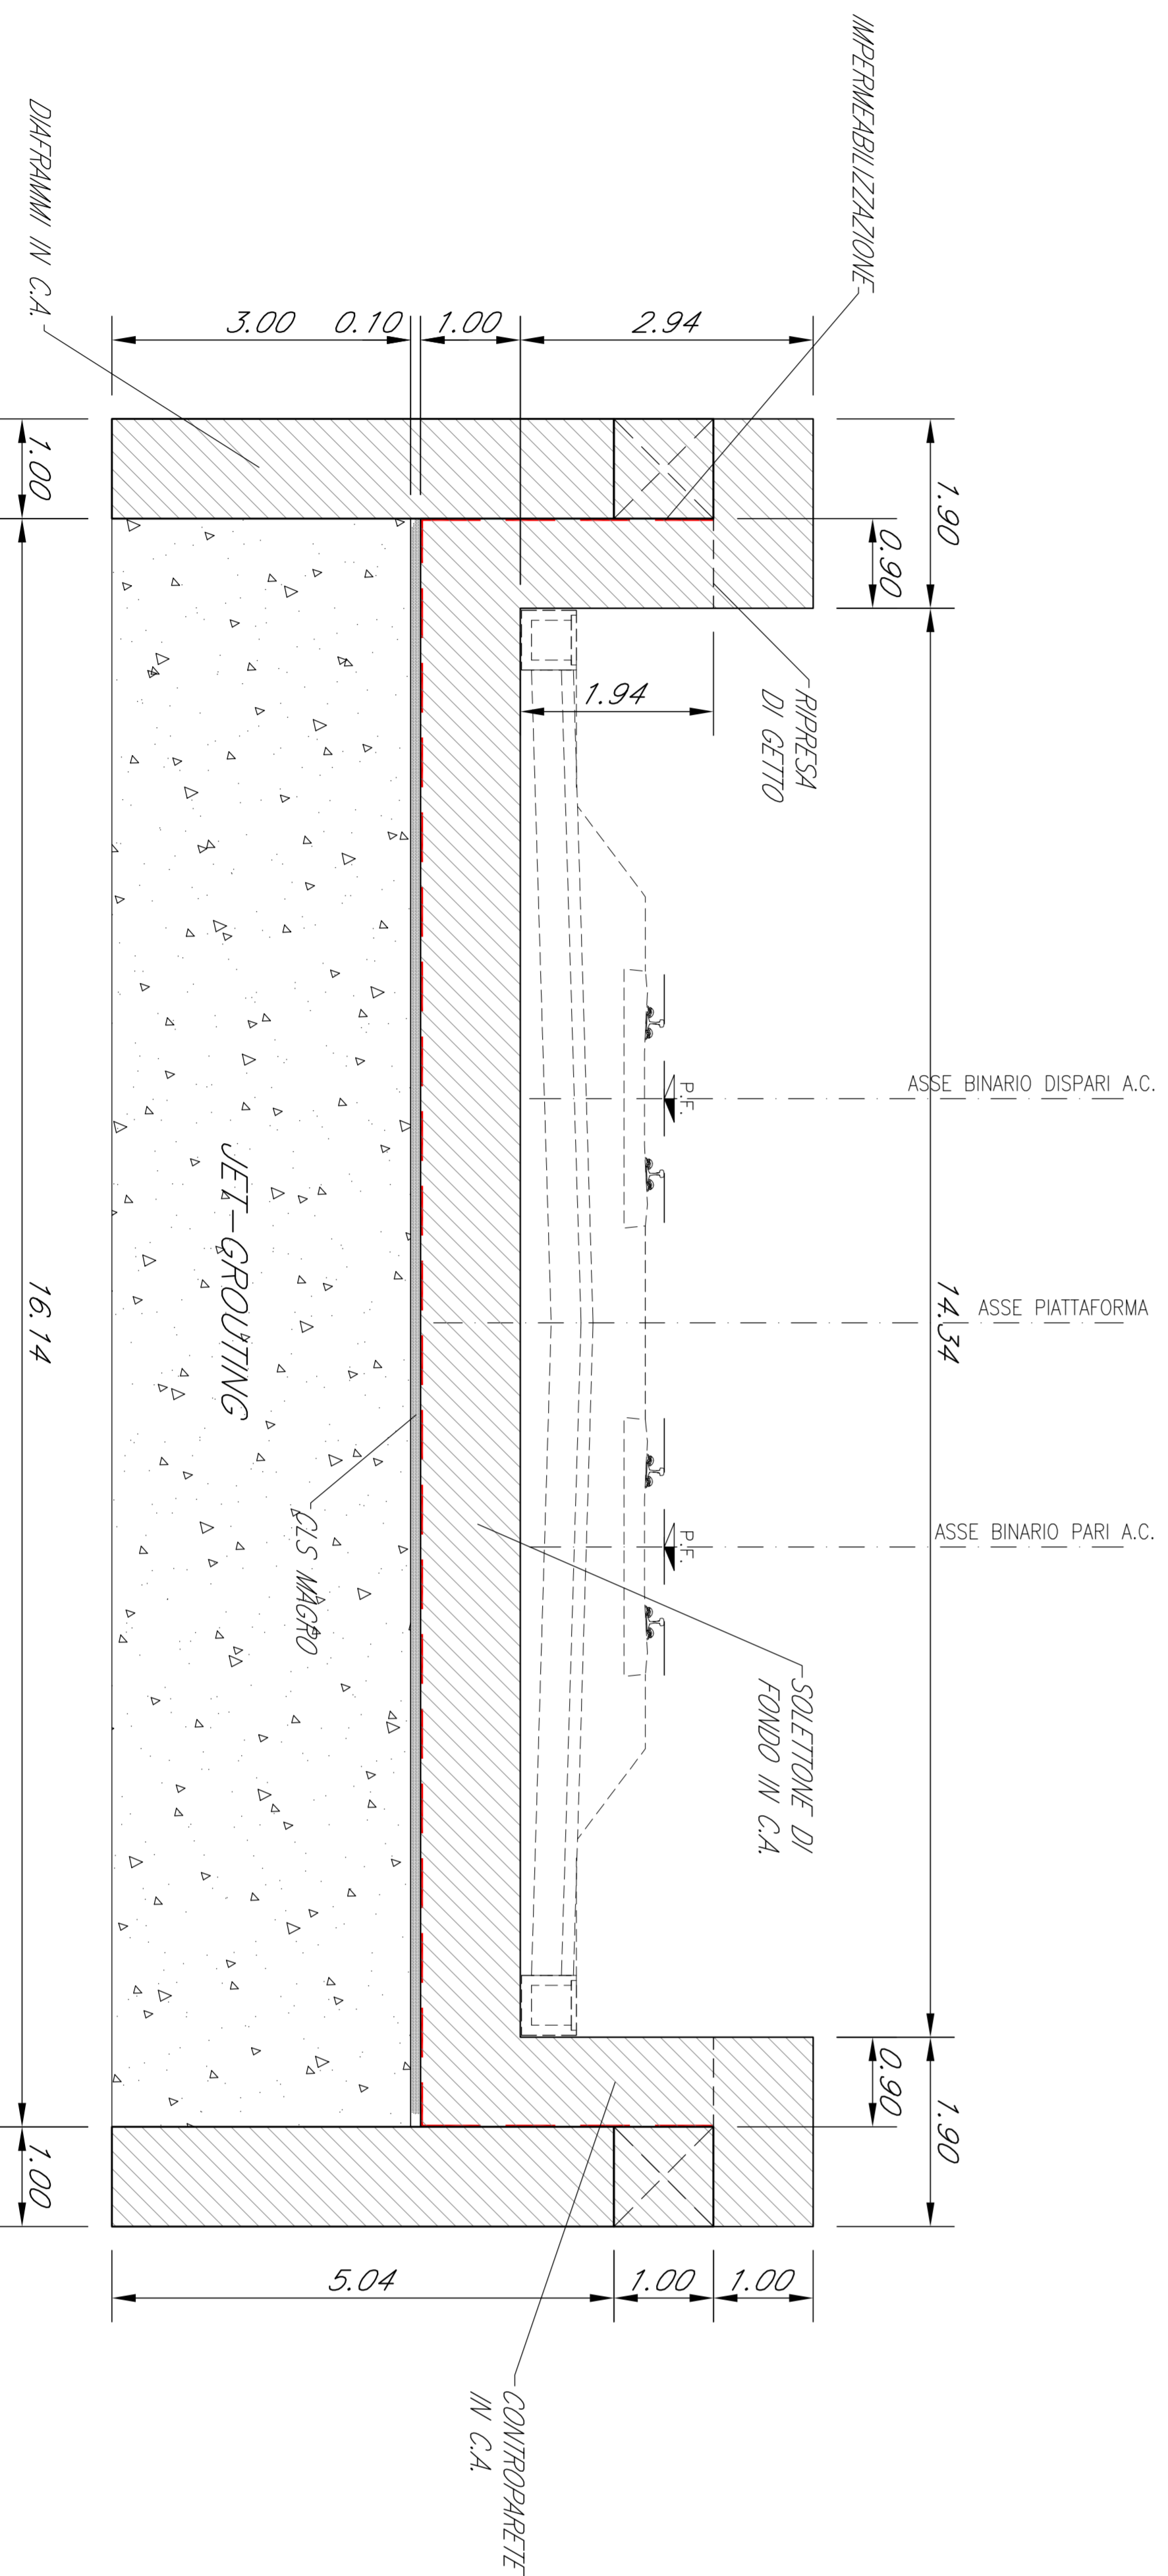 IMPERMEABILIZZAZIONE
DIAFRAMMI IN C.A.
3.00
0.10
1.00
2.94
1.00
1.90
0.90
1.94
RIPRESA
DI GETTO
P.F.
ASSE BINARIO DISPARI A.C.
JET-GROUTING
16.14
14.34
ASSE PIATTAFORMA
CLS MAGRO
P.F.
ASSE BINARIO PARI A.C.
SOLETTONE DI
FONDO IN C.A.
0.90
1.90
1.00
5.04
1.00
1.00
CONTROPARETE
IN C.A.